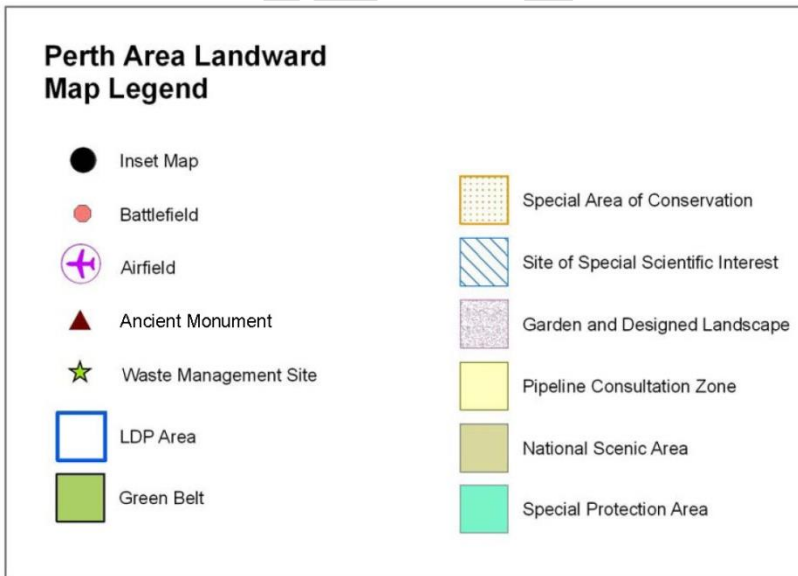 Perth Area Landward
Map Legend
Inset Map
Battlefield
Airfield
Ancient Monument
Waste Management Site
LDP Area
Green Belt
Special Area of Conservation
Site of Special Scientific Interest
Garden and Designed Landscape
Pipeline Consultation Zone
National Scenic Area
Special Protection Area